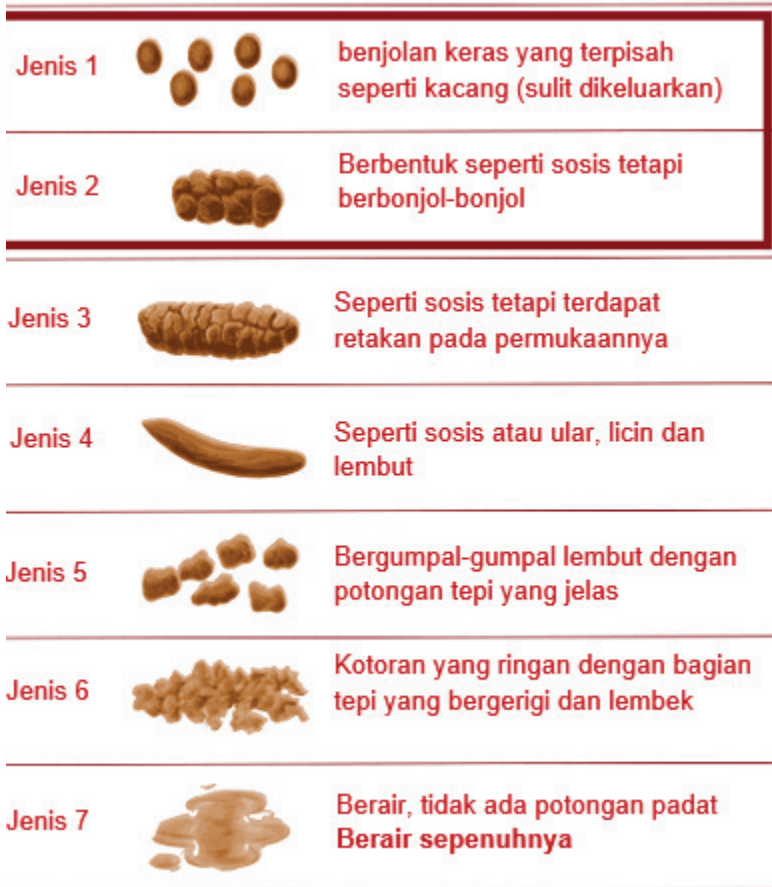 Jenis 1
benjolan keras yang terpisah
seperti kacang (sulit dikeluarkan)
Jenis 2
Berbentuk seperti sosis tetapi
berbonjol-bonjol
Jenis 3
Seperti sosis tetapi terdapat
retakan pada permukaannya
Jenis 4
Seperti sosis atau ular, licin dan
lembut
Jenis 5
Bergumpal-gumpal lembut dengan
potongan tepi yang jelas
Jenis 6
Kotoran yang ringan dengan bagian
tepi yang bergerigi dan lembek
Jenis 7
Berair, tidak ada potongan padat
Berair sepenuhnya